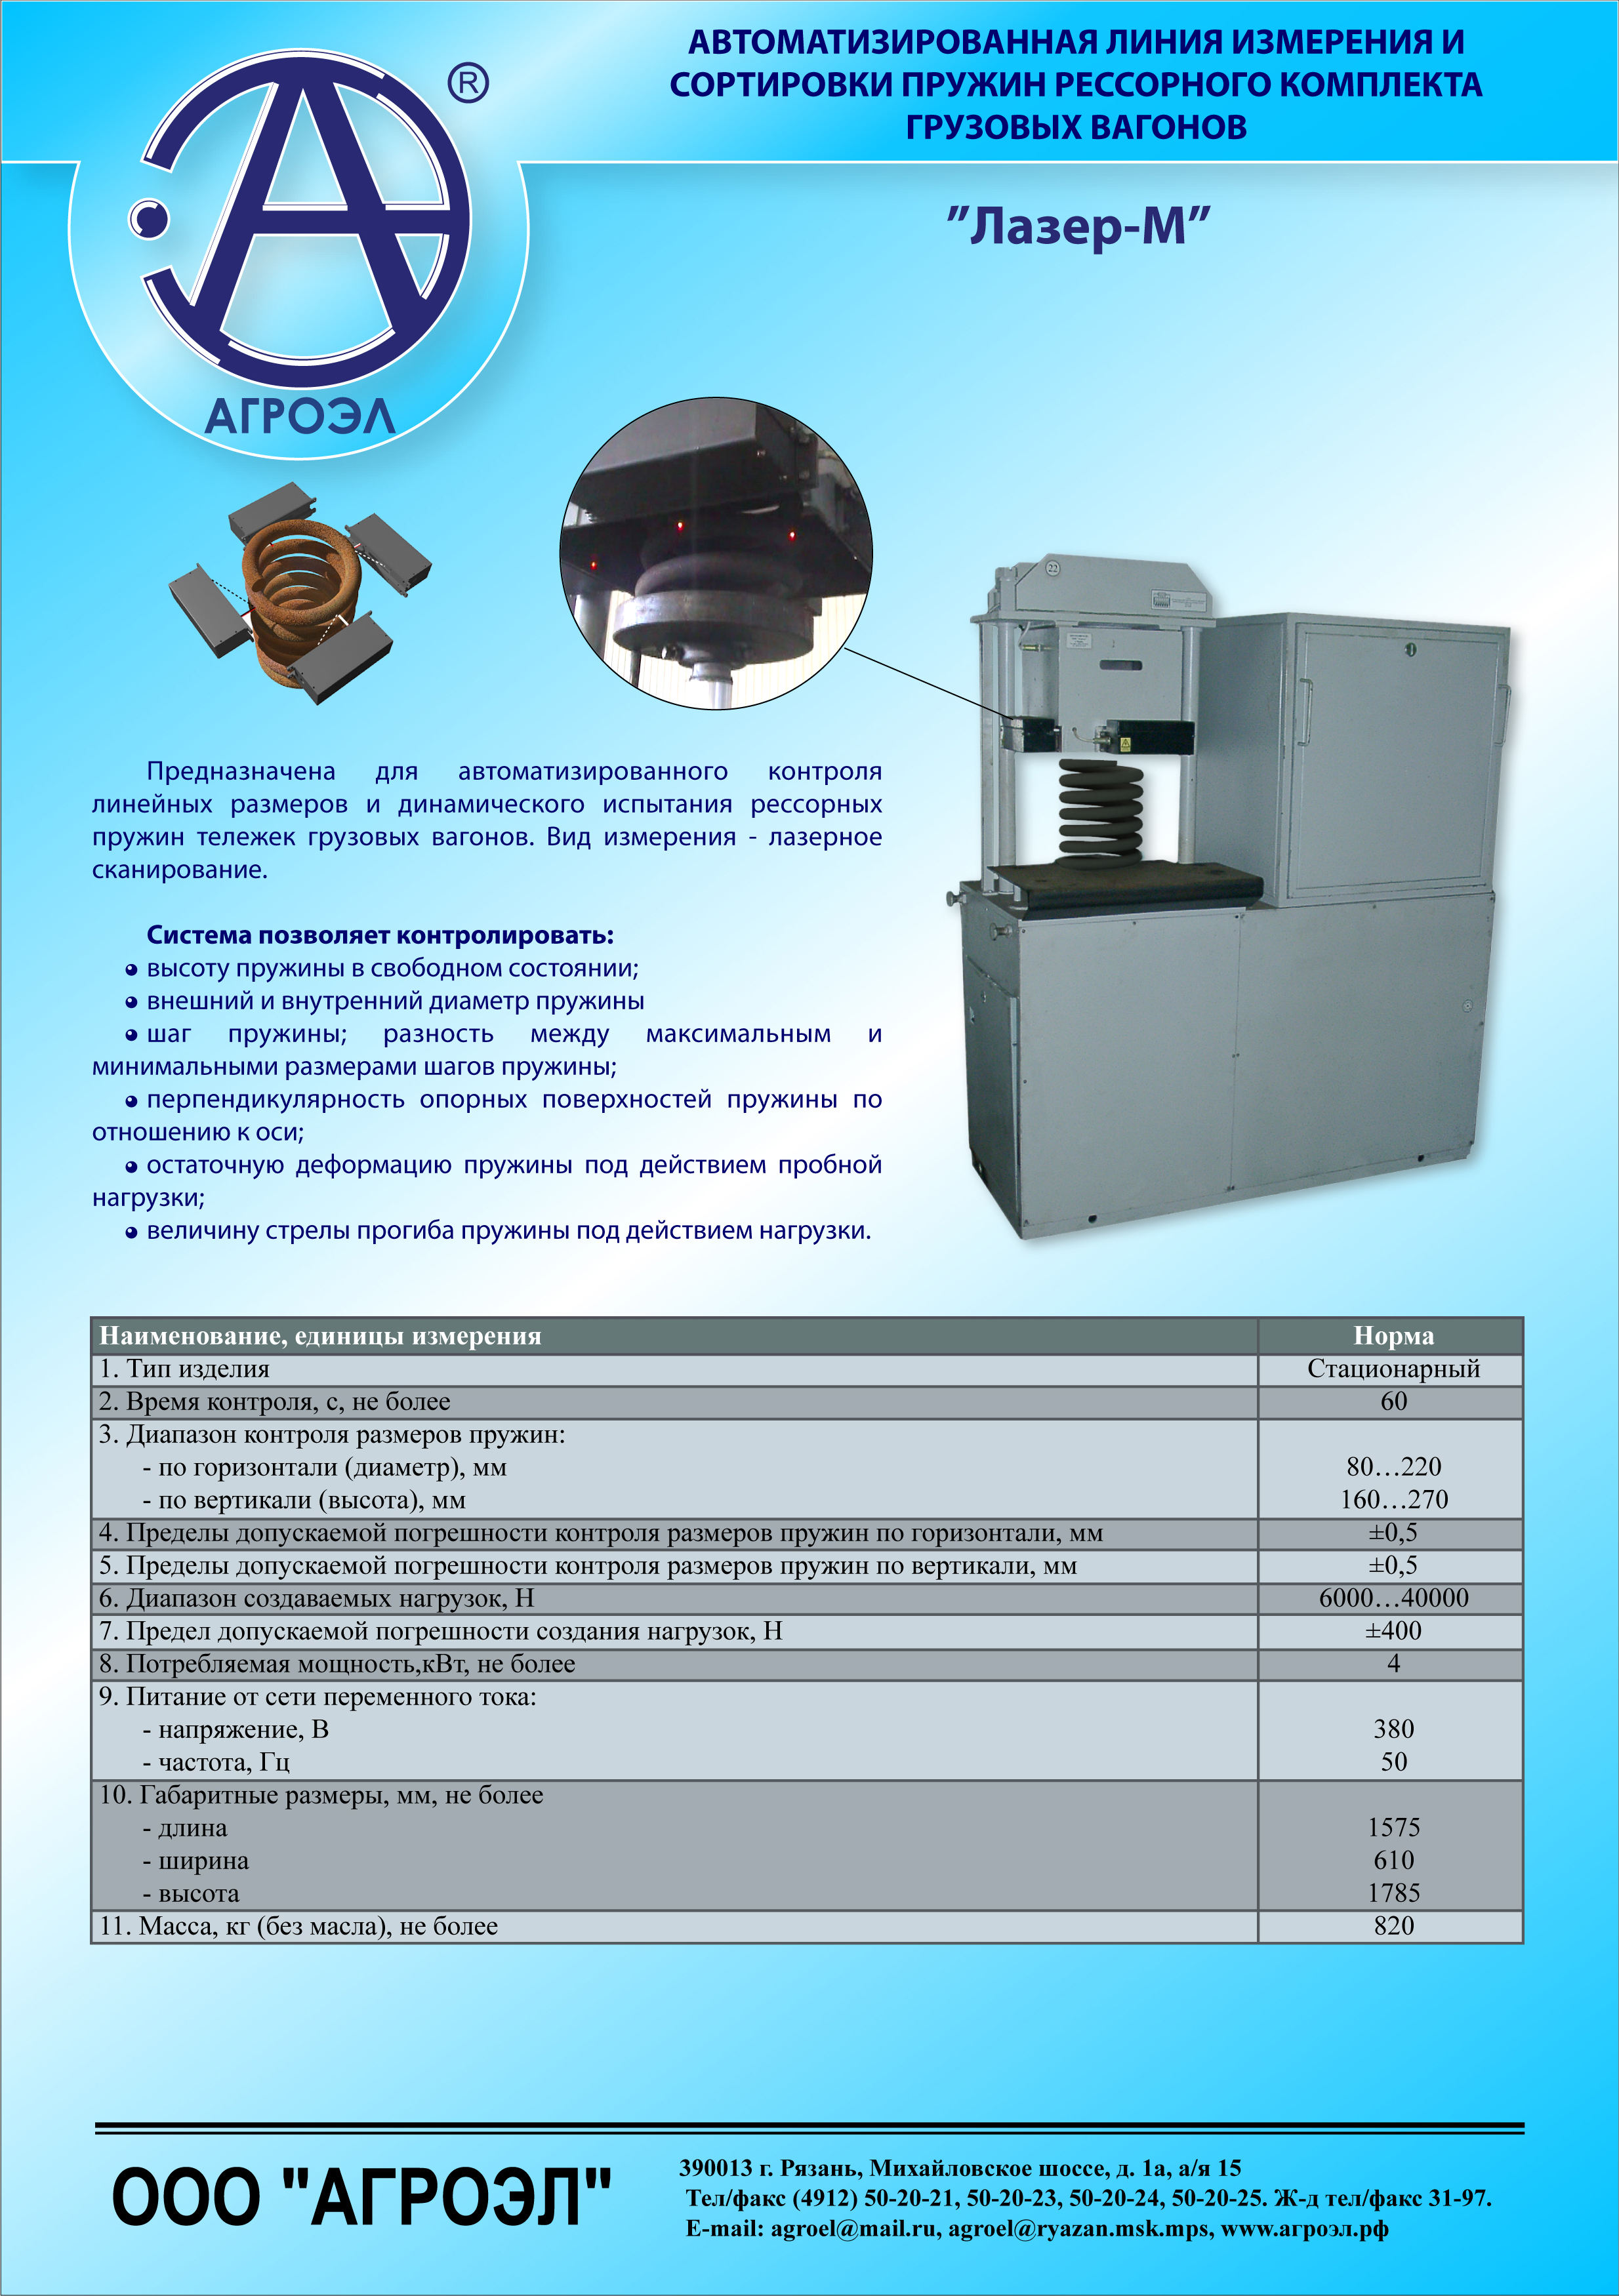 АВТОМАТИЗИРОВАННАЯ ЛИНИЯ ИЗМЕРЕНИЯ И
СОРТИРОВКИ ПРУЖИН РЕССОРНОГО КОМПЛЕКТА
ГРУЗОВЫХ ВАГОНОВ
®
АГРОЭЛ
"Лазер-М"
22
Предназначена для автоматизированного контроля
линейных размеров и динамического испытания рессорных
пружин тележек грузовых вагонов. Вид измерения - лазерное
сканирование.
Система позволяет контролировать:
высоту пружины в свободном состоянии;
внешний и внутренний диаметр пружины
шаг пружины; разность между максимальным и
минимальными размерами шагов пружины;
перпендикулярность опорных поверхностей пружины по
отношению к оси;
остаточную деформацию пружины под действием пробной
нагрузки;
величину стрелы прогиба пружины под действием нагрузки.
Наименование, единицы измерения Норма
1. Тип изделия Стационарный
2. Время контроля, с, не более 60
3. Диапазон контроля размеров пружин:
- по горизонтали (диаметр), мм 80…220
- по вертикали (высота), мм 160…270
4. Пределы допускаемой погрешности контроля размеров пружин по горизонтали, мм ±0,5
5. Пределы допускаемой погрешности контроля размеров пружин по вертикали, мм ±0,5
6. Диапазон создаваемых нагрузок, Н 6000…40000
7. Предел допускаемой погрешности создания нагрузок, Н ±400
8. Потребляемая мощность,кВт, не более 4
9. Питание от сети переменного тока:
- напряжение, В 380
- частота, Гц 50
10. Габаритные размеры, мм, не более
- длина 1575
- ширина 610
- высота 1785
11. Масса, кг (без масла), не более 820
ООО "АГРОЭЛ"
390013 г. Рязань, Михайловское шоссе, д. 1а, а/я 15
Тел/факс (4912) 50-20-21, 50-20-23, 50-20-24, 50-20-25. Ж-д тел/факс 31-97.
E-mail: agroel@mail.ru, agroel@ryazan.msk.mps, www.агроэл.рф